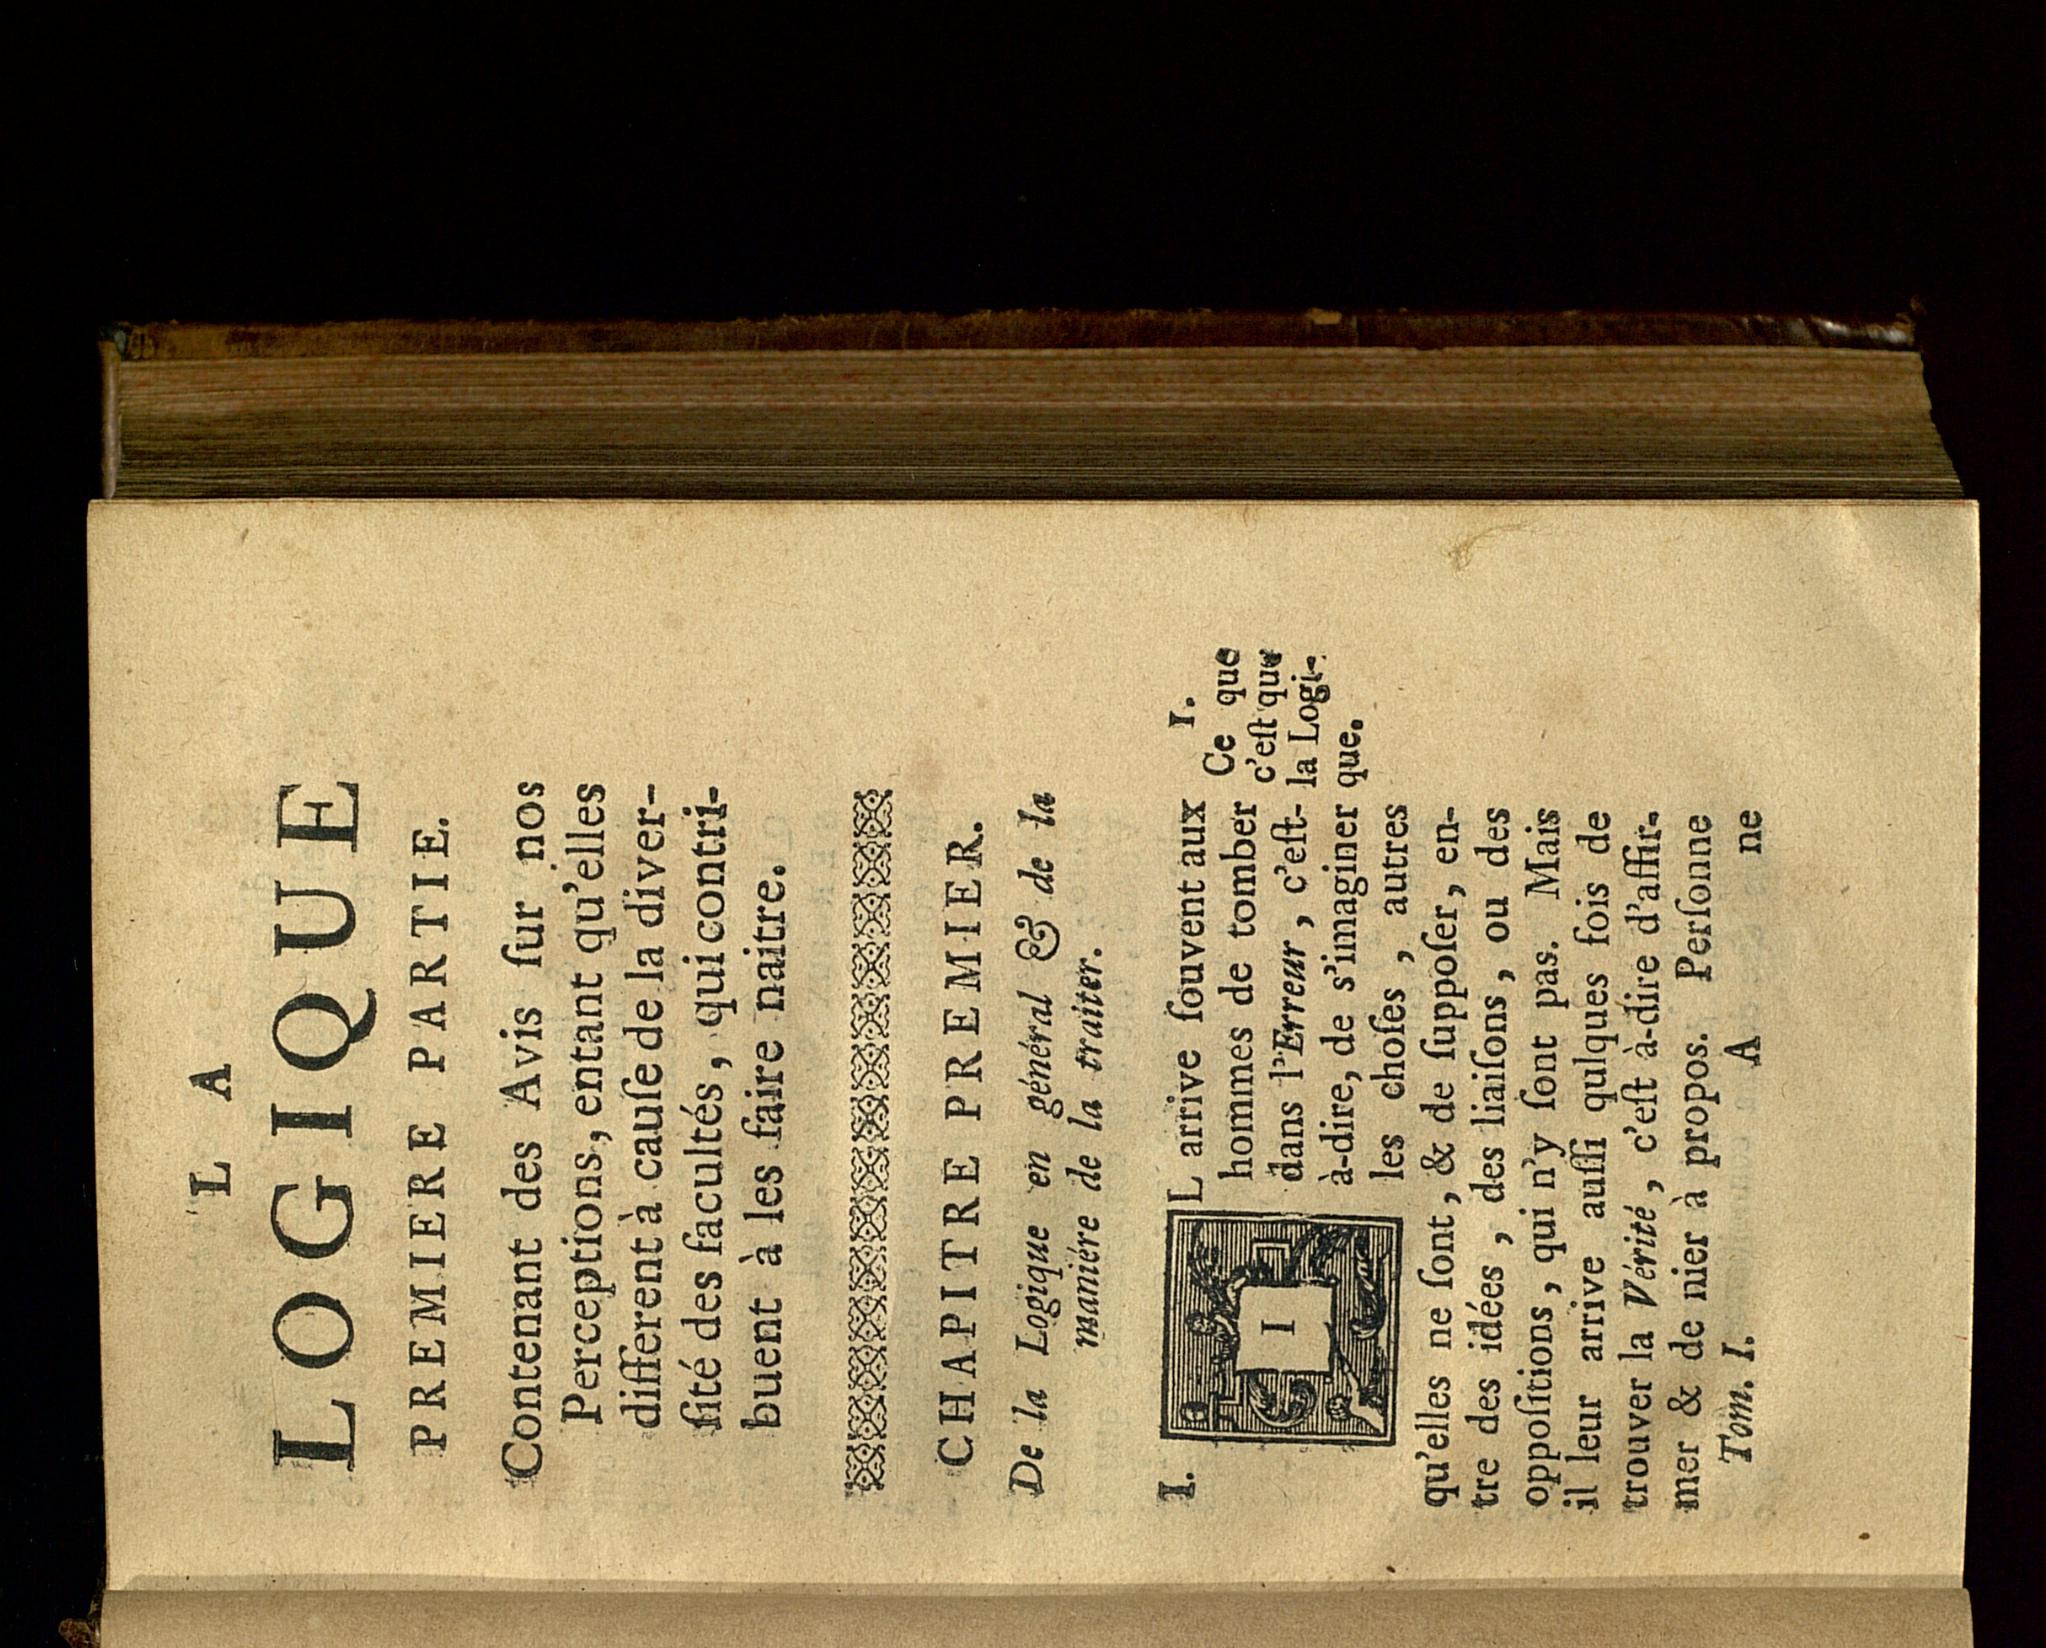 LA
LOGIQUE
PREMIERE PARTIE.
Contenant des Avis ſur nos
Perceptions, entant qu'elles
different à cauſe de la diver-
ſité des facultés, qui contri-
buent à les faire naitre.
CHAPITRE PREMIER.
De la Logique en général & de la
maniére de la traiter.
I.
IL arrive ſouvent aux
hommes de tomber
dans l'Erreur, c'eſt-
à-dire, de s'imaginer
les choſes, autres
qu'elles ne ſont, & de ſuppoſer, en-
tre des idées, des liaiſons, ou des
oppoſitions, qui n'y ſont pas. Mais
il leur arrive auſſi qulques fois de
trouver la Vérité, c'eſt à-dire d'affir-
mer & de nier à propos. Perſonne
I.
Ce que
c'eſt que
la Logi-
que.
Tom. I. A ne